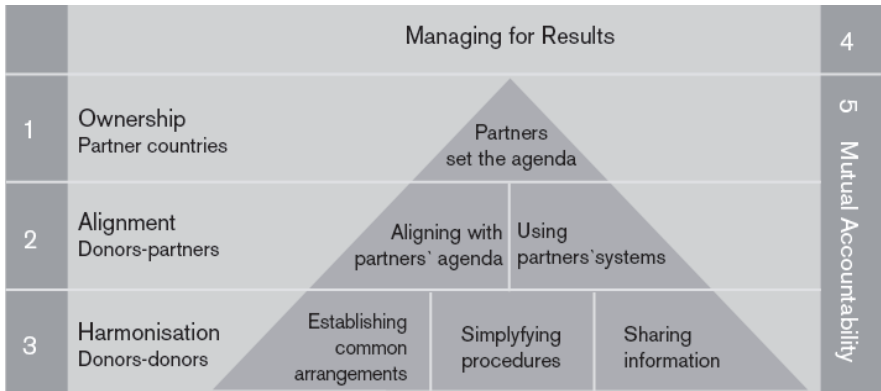 Managing for Results
4
1
Ownership
Partner countries
Partners
set the agenda
5 Mutual Accountability
2
Alignment
Donors-partners
Aligning with
partners` agenda
Using
partners`systems
3
Harmonisation
Donors-donors
Establishing
common
arrangements
Simplyfying
procedures
Sharing
information